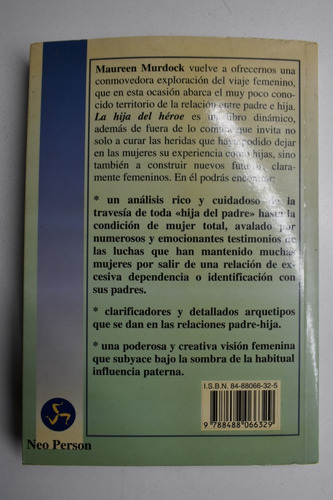 Maureen Murdock vuelve a ofrecernos una
conmovedora exploración del viaje femenino,
que en esta ocasión abarca el muy poco cono-
cido territorio de la relación entre padre e hija.
La hija del héroe es un libro dinámico,
además de fuera de lo común que invita no
solo a curar las heridas que han podido dejar
en las mujeres su experiencia como hijas, sino
también a construir nuevos futuros, clara-
mente femeninos. En él podrás encontrar:
* un análisis rico y cuidadoso de la
travesía de toda «hija del padre» hasta la
condición de mujer total, avalado por
numerosos y emocionantes testimonios de
las luchas que han mantenido muchas
mujeres por salir de una relación de ex-
cesiva dependencia o identificación con
sus padres.
* clarificadores y detallados arquetipos
que se dan en las relaciones padre-hija.
* una poderosa y creativa visión femenina
que subyace bajo la sombra de la habitual
influencia paterna.
I.S.B.N. 84-88066-32-5
9 788488 066329
Neo Person